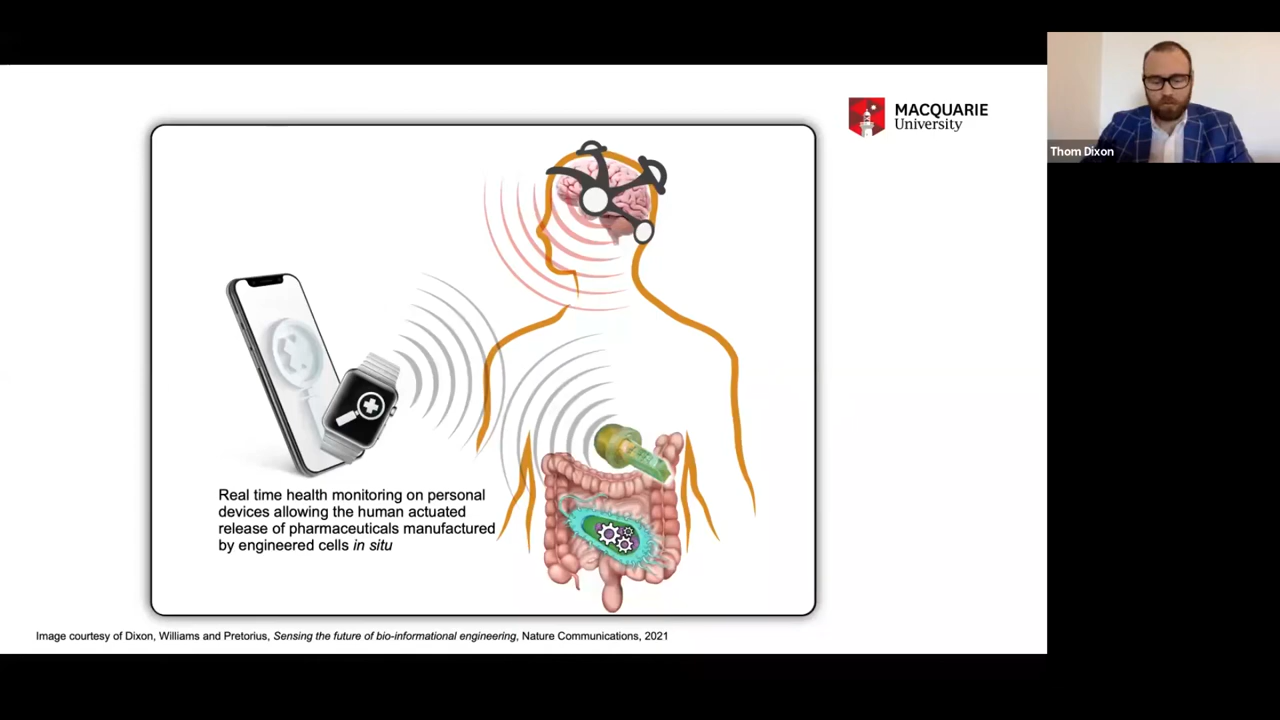 MACQUARIE
University
Thom Dixon
Real time health monitoring on personal
devices allowing the human actuated
release of pharmaceuticals manufactured
by engineered cells in situ
Image courtesy of Dixon, Williams and Pretorius, Sensing the future of bio-informational engineering, Nature Communications, 2021